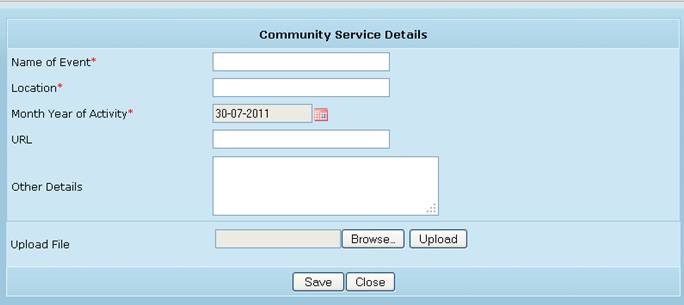 Community Service Details
Name of Event*
Location*
Month Year of Activity* 30-07-2011
URL
Other Details
Upload File Browse... Upload
Save Close